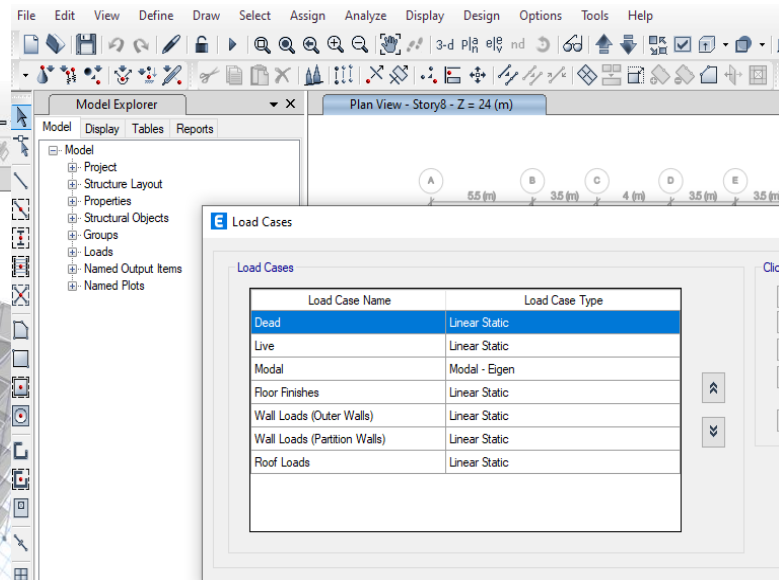 File Edit View Define Draw Select Assign Analyze Display Design Options Tools Help
3-d nd
Model Explorer
Plan View - Story8 - Z = 24 (m)
Model Display Tables Reports
Model
Project
Structure Layout
Properties
Structural Objects
Groups
Loads
Named Output Items
Named Plots
A B C D E
5.5 (m) 3.5 (m) 4 (m) 3.5 (m) 3.5 (m
E Load Cases
Load Cases
Clic
Load Case Name Load Case Type
Dead Linear Static
Live Linear Static
Modal Modal - Eigen
Floor Finishes Linear Static
Wall Loads (Outer Walls) Linear Static
Wall Loads (Partition Walls) Linear Static
Roof Loads Linear Static